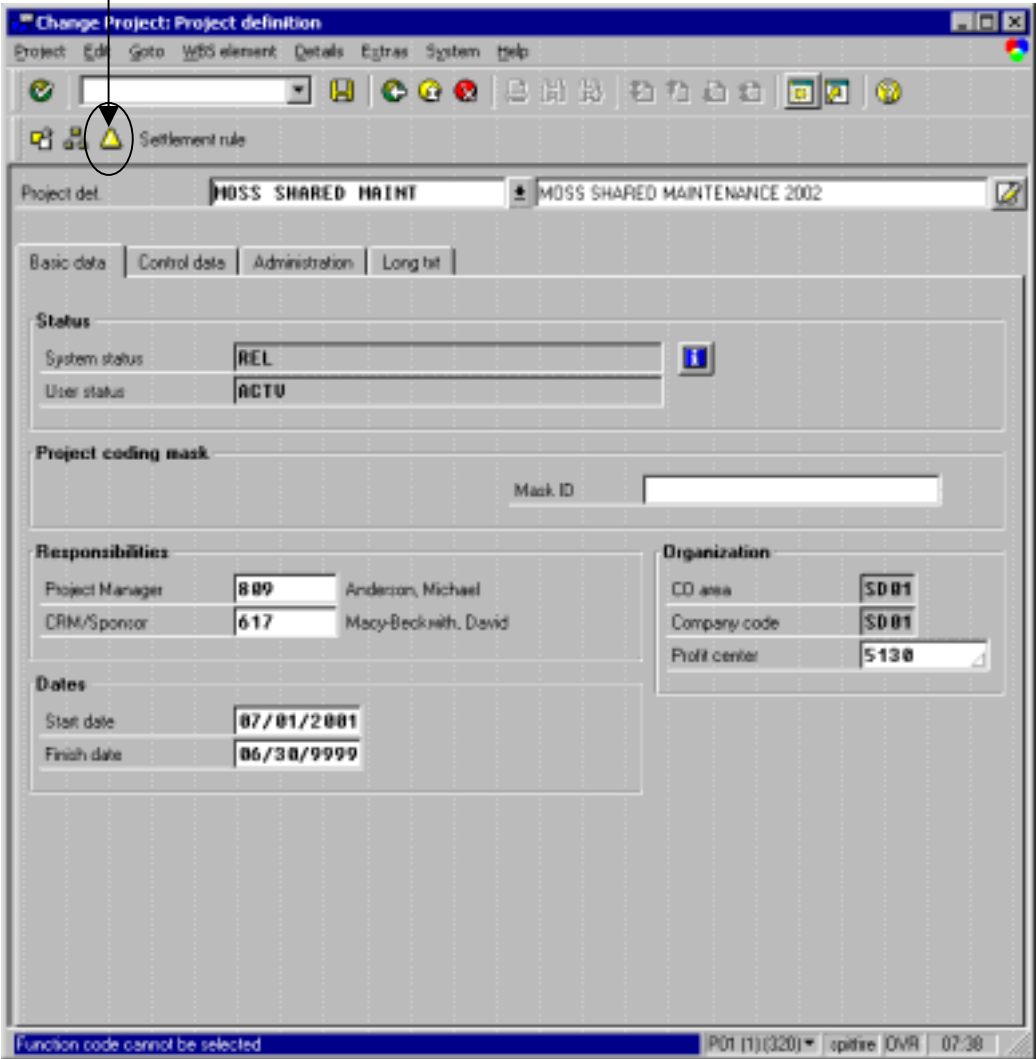 Change Project: Project definition
Project Edit Goto WBS element Details Extras System Help
Settlement rule
Project def. MOSS SHARED MAINT MOSS SHARED MAINTENANCE 2002
Basic data Control data Administration Long txt
Status
System status REL
User status ACTV
Project coding mask
Mask ID
Responsibilities
Project Manager 809 Anderson, Michael
CRM/Sponsor 617 Macy-Beckwith, David
Organization
CO area SD01
Company code SD01
Profit center 5130
Dates
Start date 07/01/2001
Finish date 06/30/9999
Function code cannot be selected P01 (1) (320) spitfire OVR 07:38